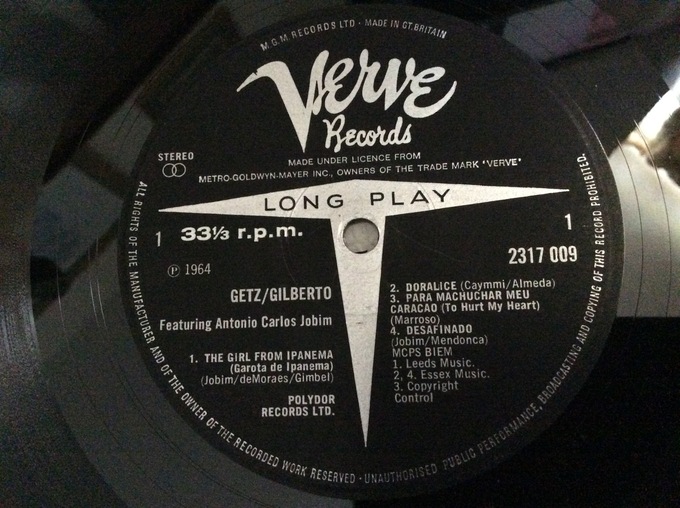 M.G.M. RECORDS LTD · MADE IN GT. BRITAIN
Verve
Records
STEREO
MADE UNDER LICENCE FROM
METRO-GOLDWYN-MAYER INC., OWNERS OF THE TRADE MARK 'VERVE'
LONG PLAY
1 33⅓ r.p.m.
1
2317 009
℗ 1964
GETZ/GILBERTO
Featuring Antonio Carlos Jobim
1. THE GIRL FROM IPANEMA
(Garota de Ipanema)
(Jobim/deMoraes/Gimbel)
POLYDOR
RECORDS LTD.
2. DORALICE (Caymmi/Almeda)
3. PARA MACHUCHAR MEU
CARACAO (To Hurt My Heart)
(Marroso)
4. DESAFINADO
(Jobim/Mendonca)
MCPS BIEM
1. Leeds Music.
2, 4. Essex Music.
3. Copyright
Control
ALL RIGHTS OF THE MANUFACTURER AND OF THE OWNER OF THE RECORDED WORK RESERVED · UNAUTHORISED PUBLIC PERFORMANCE, BROADCASTING AND COPYING OF THIS RECORD PROHIBITED.